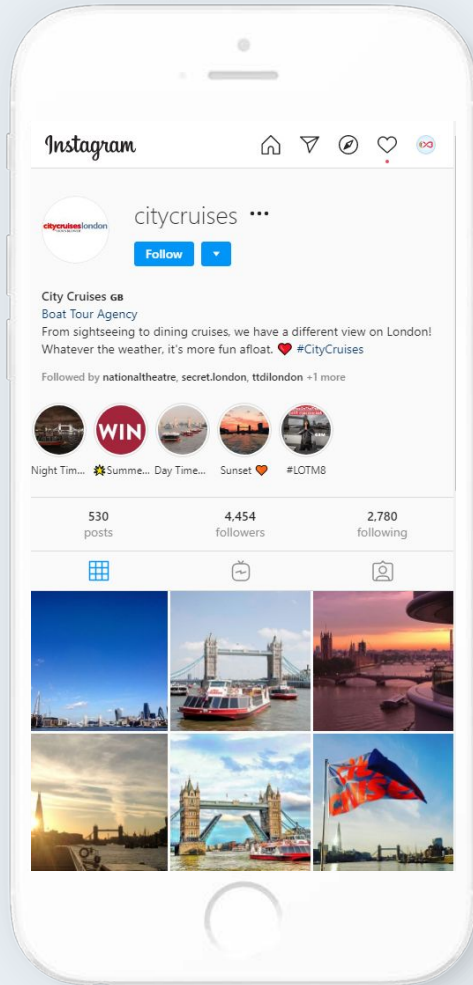 Instagram
citycruises •••
citycruiseslondon
Follow
City Cruises GB
Boat Tour Agency
From sightseeing to dining cruises, we have a different view on London!
Whatever the weather, it's more fun afloat. ❤️ #CityCruises
Followed by nationaltheatre, secret.london, ttdilondon +1 more
WIN
Night Tim... 💥Summe... Day Time... Sunset 🧡 #LOTM8
530 4,454 2,780
posts followers following
CITY CRUISES